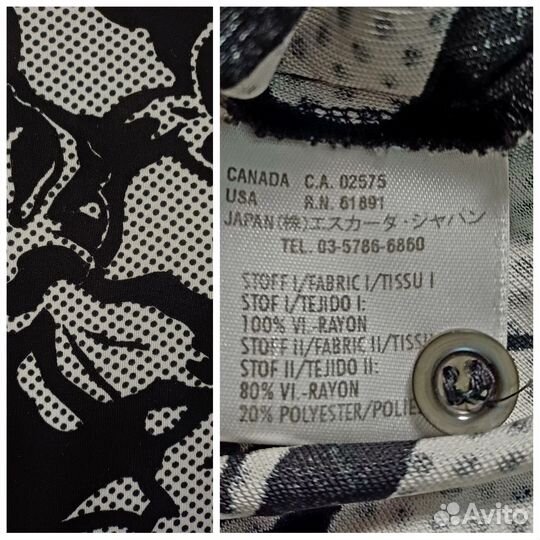 CANADA C.A. 02575
USA R.N. 61891
JAPAN (株)エスカーダ・ジャパン
TEL. 03-5786-6860
STOFF I/FABRIC I/TISSU I
STOF I/TEJIDO I:
100% VI.-RAYON
STOFF II/FABRIC II/TISSU
STOF II/TEJIDO II:
80% VI.-RAYON
20% POLYESTER/POLIE
Avito